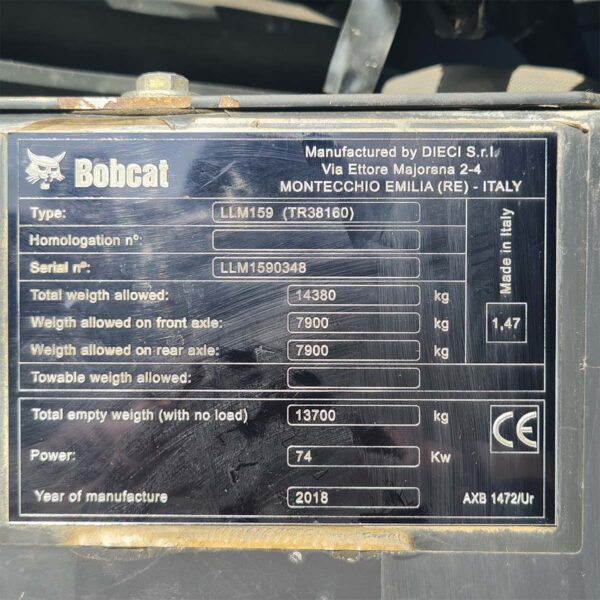 Bobcat
Manufactured by DIECI S.r.l.
Via Ettore Majorana 2-4
MONTECCHIO EMILIA (RE) - ITALY
Type: LLM159 (TR38160)
Homologation nº:
Serial nº: LLM1590348
Total weigth allowed: 14380 kg
Weigth allowed on front axle: 7900 kg
Weigth allowed on rear axle: 7900 kg
Towable weigth allowed:
Made in Italy
1,47
Total empty weigth (with no load) 13700 kg
Power: 74 Kw
Year of manufacture 2018
CE
AXB 1472/Ur